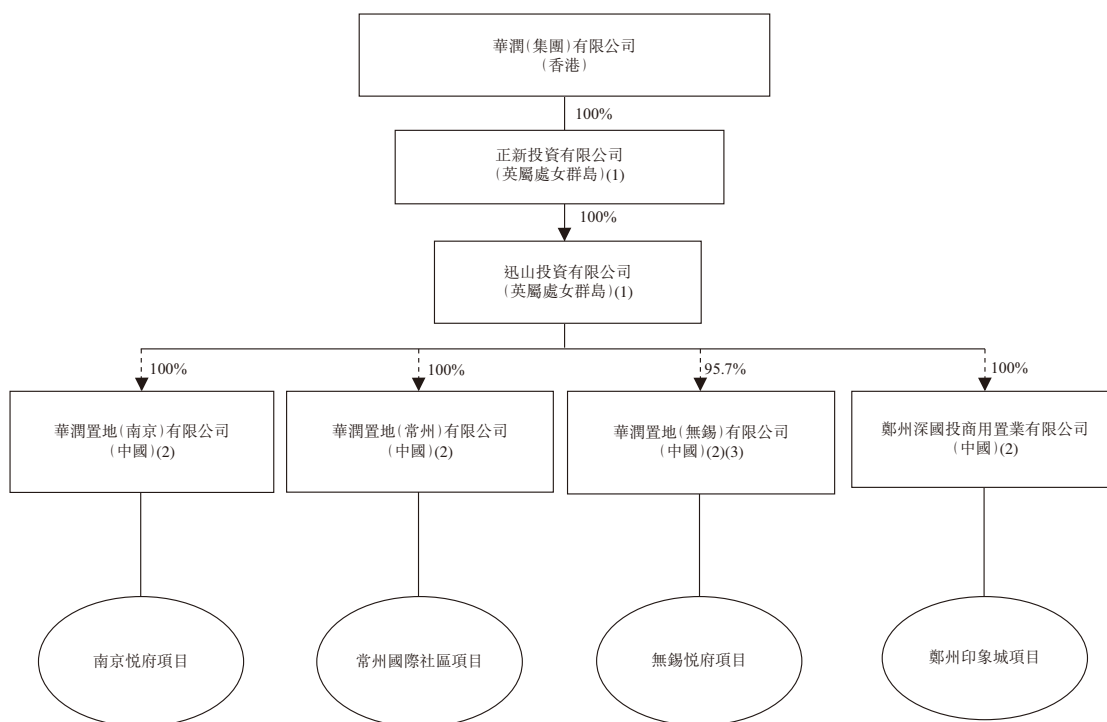 華潤(集團)有限公司
(香港)
100%
正新投資有限公司
(英屬處女群島)(1)
100%
迅山投資有限公司
(英屬處女群島)(1)
100%
100%
95.7%
100%
華潤置地(南京)有限公司
(中國)(2)
華潤置地(常州)有限公司
(中國)(2)
華潤置地(無錫)有限公司
(中國)(2)(3)
鄭州深國投商用置業有限公司
(中國)(2)
南京悦府項目
常州國際社區項目
無錫悦府項目
鄭州印象城項目